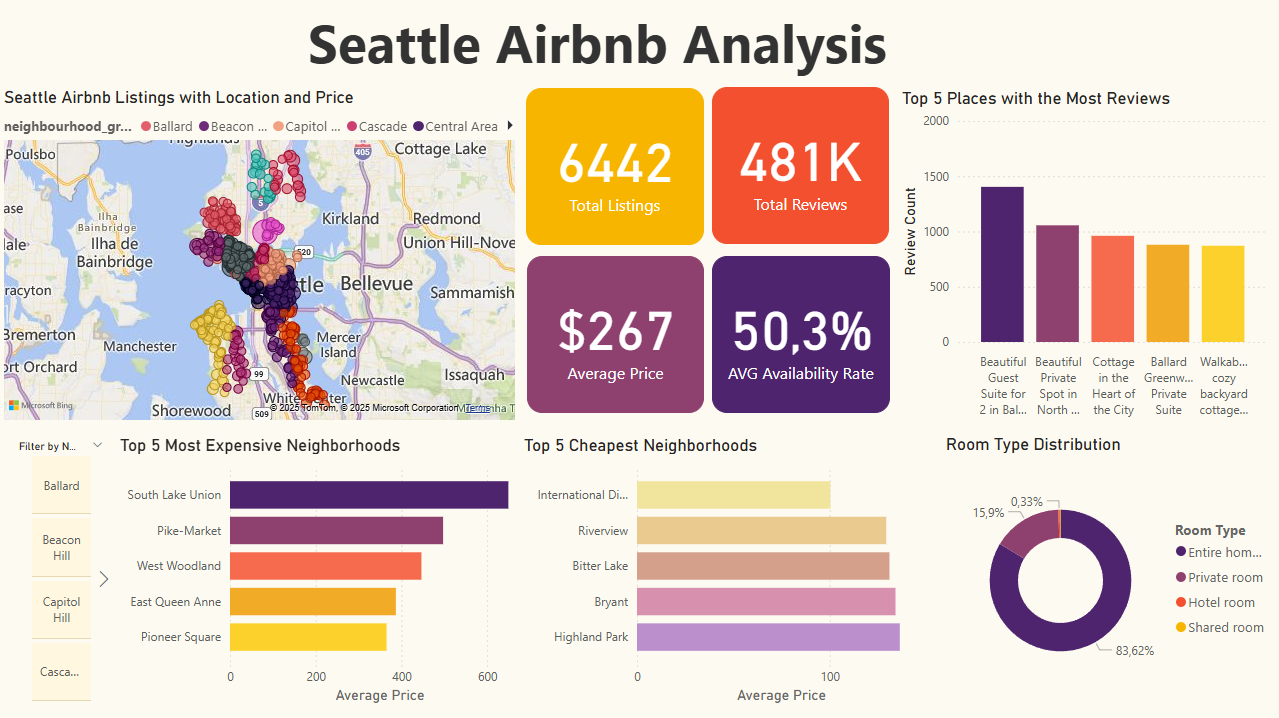 Seattle Airbnb Analysis
Seattle Airbnb Listings with Location and Price
neighbourhood_gr... Ballard Beacon ... Capitol ... Cascade Central Area
Poulsbo
Cottage Lake
405
5
Ilha
Bainbridge
Ilha de
Bainbridge
Kirkland
Redmond
Union Hill-Nove
520
Bellevue
Sammamish
racyton
Bremerton
Manchester
Mercer
Island
ort Orchard
Issaquah
99
Newcastle
Shorewood
509
Microsoft Bing
© 2025 TomTom, © 2025 Microsoft Corporation Terms
6442
Total Listings
481K
Total Reviews
$267
Average Price
50,3%
AVG Availability Rate
Top 5 Places with the Most Reviews
Review Count
2000
1500
1000
500
0
Beautiful
Guest
Suite for
2 in Bal...
Beautiful
Private
Spot in
North ...
Cottage
in the
Heart of
the City
Ballard
Greenw...
Private
Suite
Walkab...
cozy
backyard
cottage...
Filter by N...
Ballard
Beacon
Hill
Capitol
Hill
Casca...
Top 5 Most Expensive Neighborhoods
South Lake Union
Pike-Market
West Woodland
East Queen Anne
Pioneer Square
0 200 400 600
Average Price
Top 5 Cheapest Neighborhoods
International Di...
Riverview
Bitter Lake
Bryant
Highland Park
0 100
Average Price
Room Type Distribution
0,33%
15,9%
83,62%
Room Type
Entire hom...
Private room
Hotel room
Shared room